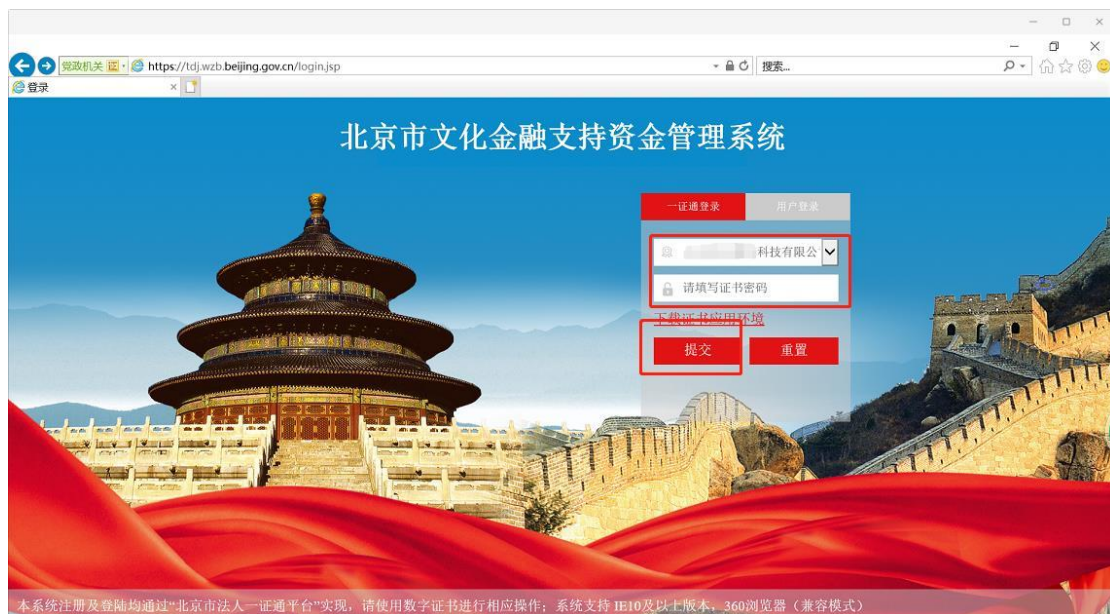 党政机关 证 https://tdj.wzb.beijing.gov.cn/login.jsp 搜索...
登录
北京市文化金融支持资金管理系统
一证通登录 用户登录
科技有限公
请填写证书密码
下载证书应用环境
提交 重置
本系统注册及登陆均通过“北京市法人一证通平台”实现，请使用数字证书进行相应操作；系统支持 IE10及以上版本，360浏览器（兼容模式）